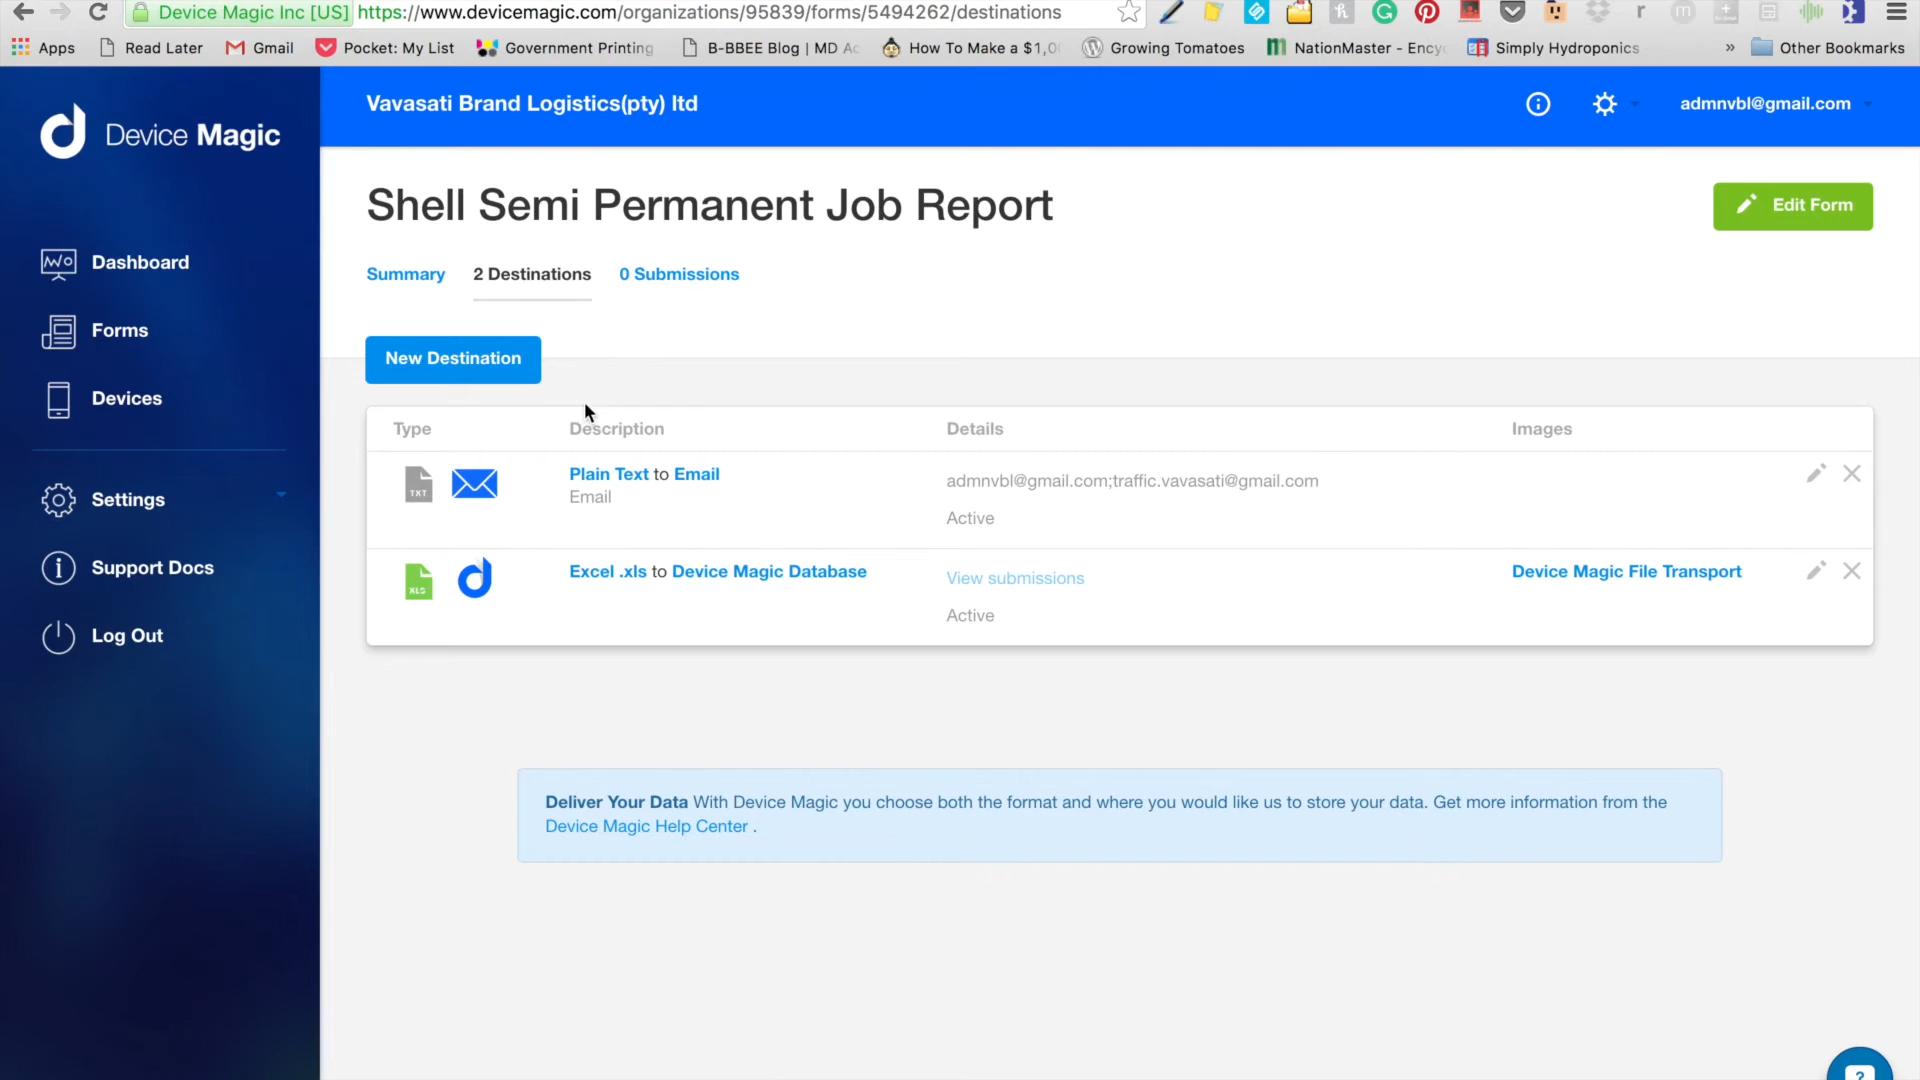 Device Magic Inc [US] https://www.devicemagic.com/organizations/95839/forms/5494262/destinations
Apps Read Later Gmail Pocket: My List Government Printing B-BBEE Blog | MD Ac How To Make a $1,0 Growing Tomatoes NationMaster - Ency Simply Hydroponics » Other Bookmarks
Device Magic
Vavasati Brand Logistics(pty) ltd
admnvbl@gmail.com
Shell Semi Permanent Job Report
Edit Form
Dashboard
Forms
Devices
Settings
Support Docs
Log Out
Summary 2 Destinations 0 Submissions
New Destination
Type Description Details Images
TXT Plain Text to Email admnvbl@gmail.com;traffic.vavasati@gmail.com
Email
Active
XLS Excel .xls to Device Magic Database View submissions Device Magic File Transport
Active
Deliver Your Data With Device Magic you choose both the format and where you would like us to store your data. Get more information from the
Device Magic Help Center .
?